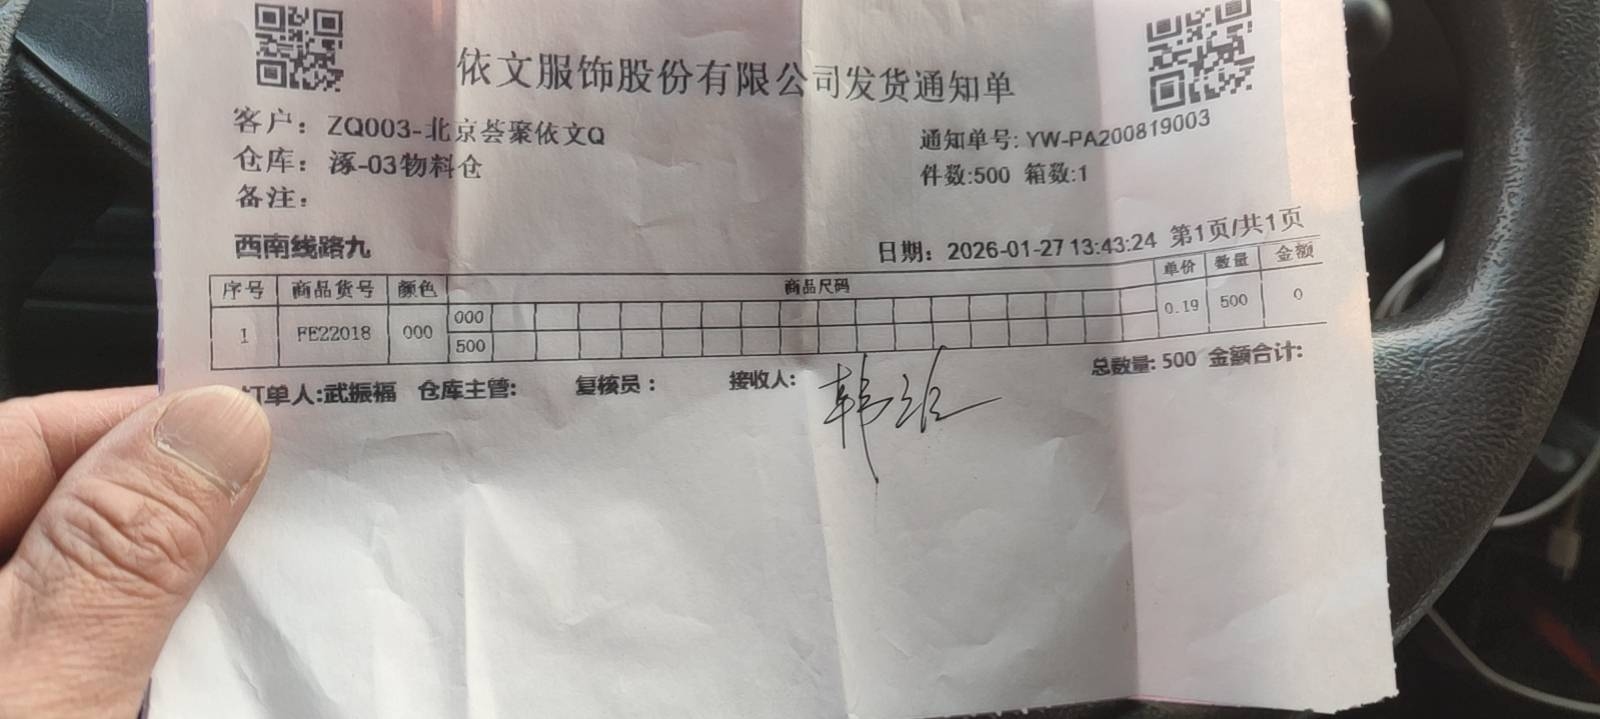 依文服饰股份有限公司发货通知单
客户：ZQ003-北京荟聚依文Q
通知单号: YW-PA200819003
仓库：涿-03物料仓
件数:500 箱数:1
备注：
西南线路九
日期：2026-01-27 13:43:24 第1页/共1页
序号 商品货号 颜色 商品尺码 单价 数量 金额
1 FE22018 000 000 0.19 500 0
500
订单人:武振福 仓库主管: 复核员： 接收人: 韩
总数量: 500 金额合计: